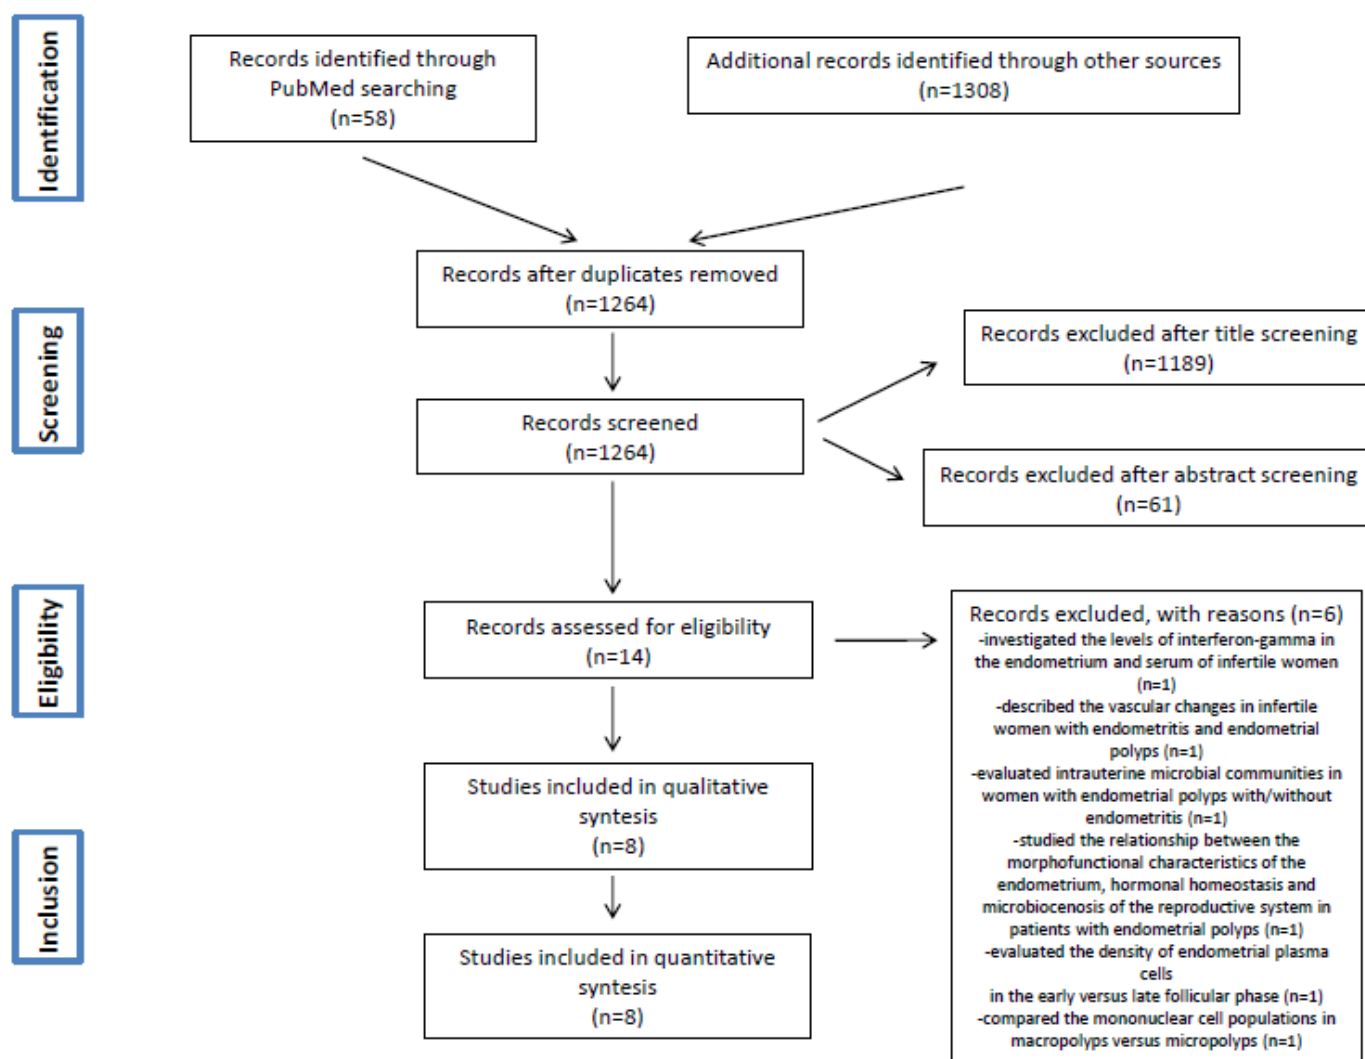 Identification
Records identified through
PubMed searching
(n=58)
Additional records identified through other sources
(n=1308)
Records after duplicates removed
(n=1264)
Screening
Records screened
(n=1264)
Records excluded after title screening
(n=1189)
Records excluded after abstract screening
(n=61)
Eligibility
Records assessed for eligibility
(n=14)
Records excluded, with reasons (n=6)
-investigated the levels of interferon-gamma in
the endometrium and serum of infertile women
(n=1)
-described the vascular changes in infertile
women with endometritis and endometrial
polyps (n=1)
-evaluated intrauterine microbial communities in
women with endometrial polyps with/without
endometritis (n=1)
-studied the relationship between the
morphofunctional characteristics of the
endometrium, hormonal homeostasis and
microbiocenosis of the reproductive system in
patients with endometrial polyps (n=1)
-evaluated the density of endometrial plasma
cells
in the early versus late follicular phase (n=1)
-compared the mononuclear cell populations in
macropolyps versus micropolyps (n=1)
Inclusion
Studies included in qualitative
syntesis
(n=8)
Studies included in quantitative
syntesis
(n=8)